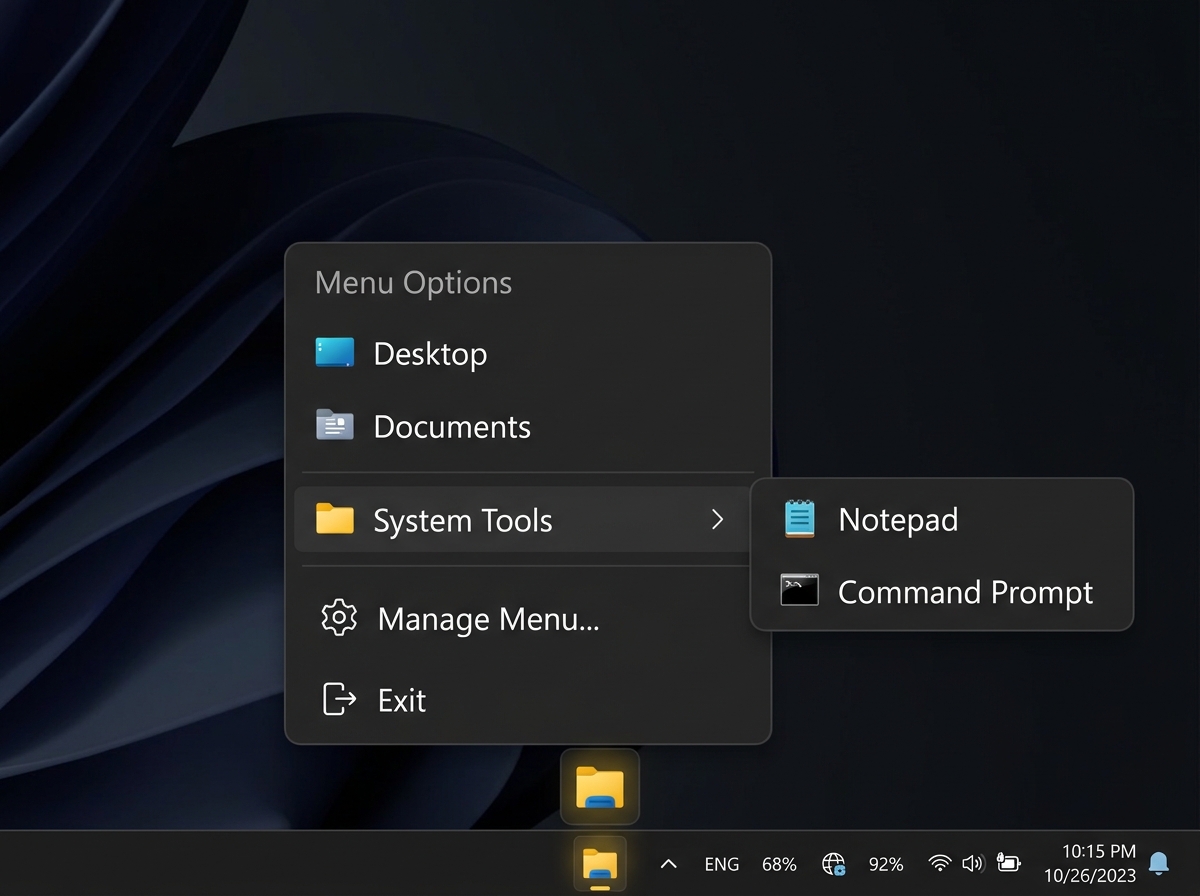 Menu Options
Desktop
Documents
System Tools
Notepad
Command Prompt
Manage Menu...
Exit
ENG 68% 92% 10:15 PM
10/26/2023